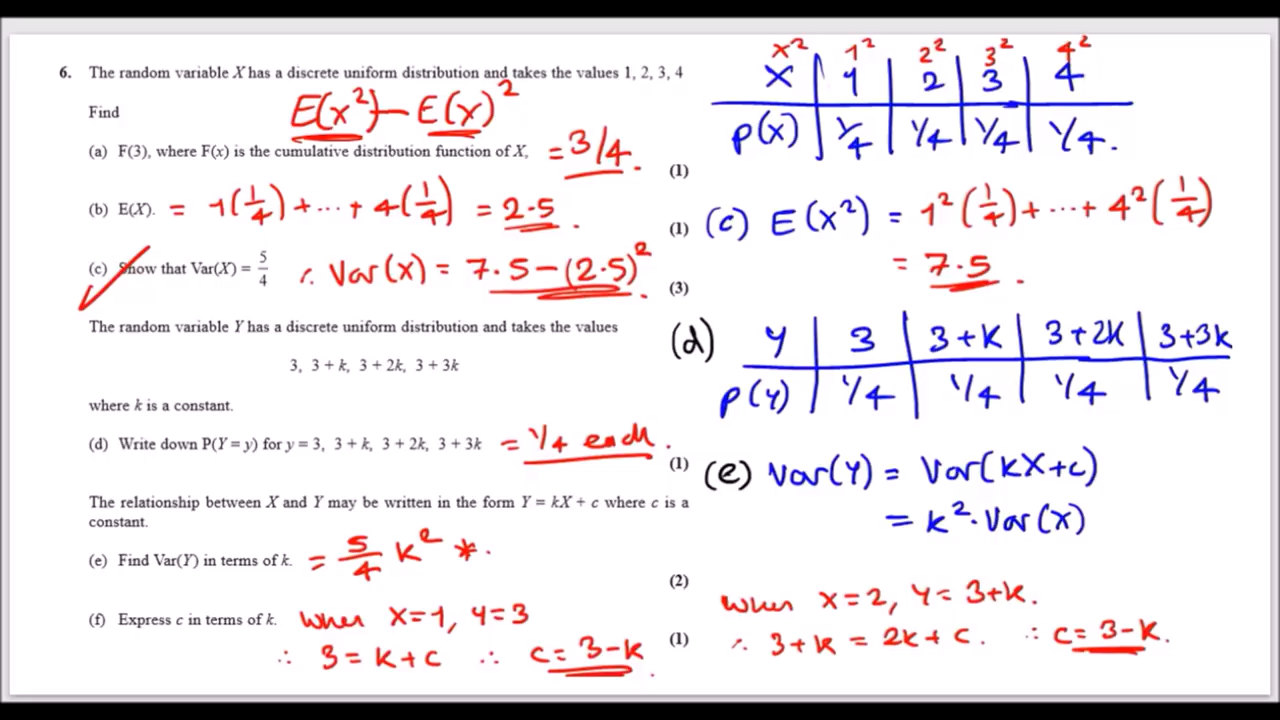 6. The random variable X has a discrete uniform distribution and takes the values 1, 2, 3, 4
Find
E(x²) – E(x)²
(a) F(3), where F(x) is the cumulative distribution function of X, = 3/4.
(1)
(b) E(X). = 1(1/4) + ... + 4(1/4) = 2.5.
(1)
(c) Show that Var(X) = 5/4 ∴ Var(x) = 7.5 – (2.5)².
(3)
The random variable Y has a discrete uniform distribution and takes the values
3, 3 + k, 3 + 2k, 3 + 3k
where k is a constant.
(d) Write down P(Y = y) for y = 3, 3 + k, 3 + 2k, 3 + 3k = 1/4 each.
(1)
The relationship between X and Y may be written in the form Y = kX + c where c is a
constant.
(e) Find Var(Y) in terms of k. = 5/4 k² *.
(2)
(f) Express c in terms of k. when x=1, y=3
∴ 3 = k + c ∴ c = 3 – k.
(1)
x² 1² 2² 3² 4²
x 1 2 3 4
p(x) 1/4 1/4 1/4 1/4.
(c) E(x²) = 1²(1/4) + ... + 4²(1/4)
= 7.5.
(d) y 3 3+k 3+2k 3+3k
p(y) 1/4 1/4 1/4 1/4
(e) Var(y) = Var(kX+c)
= k². Var(x)
when x=2, y=3+k.
∴ 3+k = 2k+c. ∴ c = 3–k.